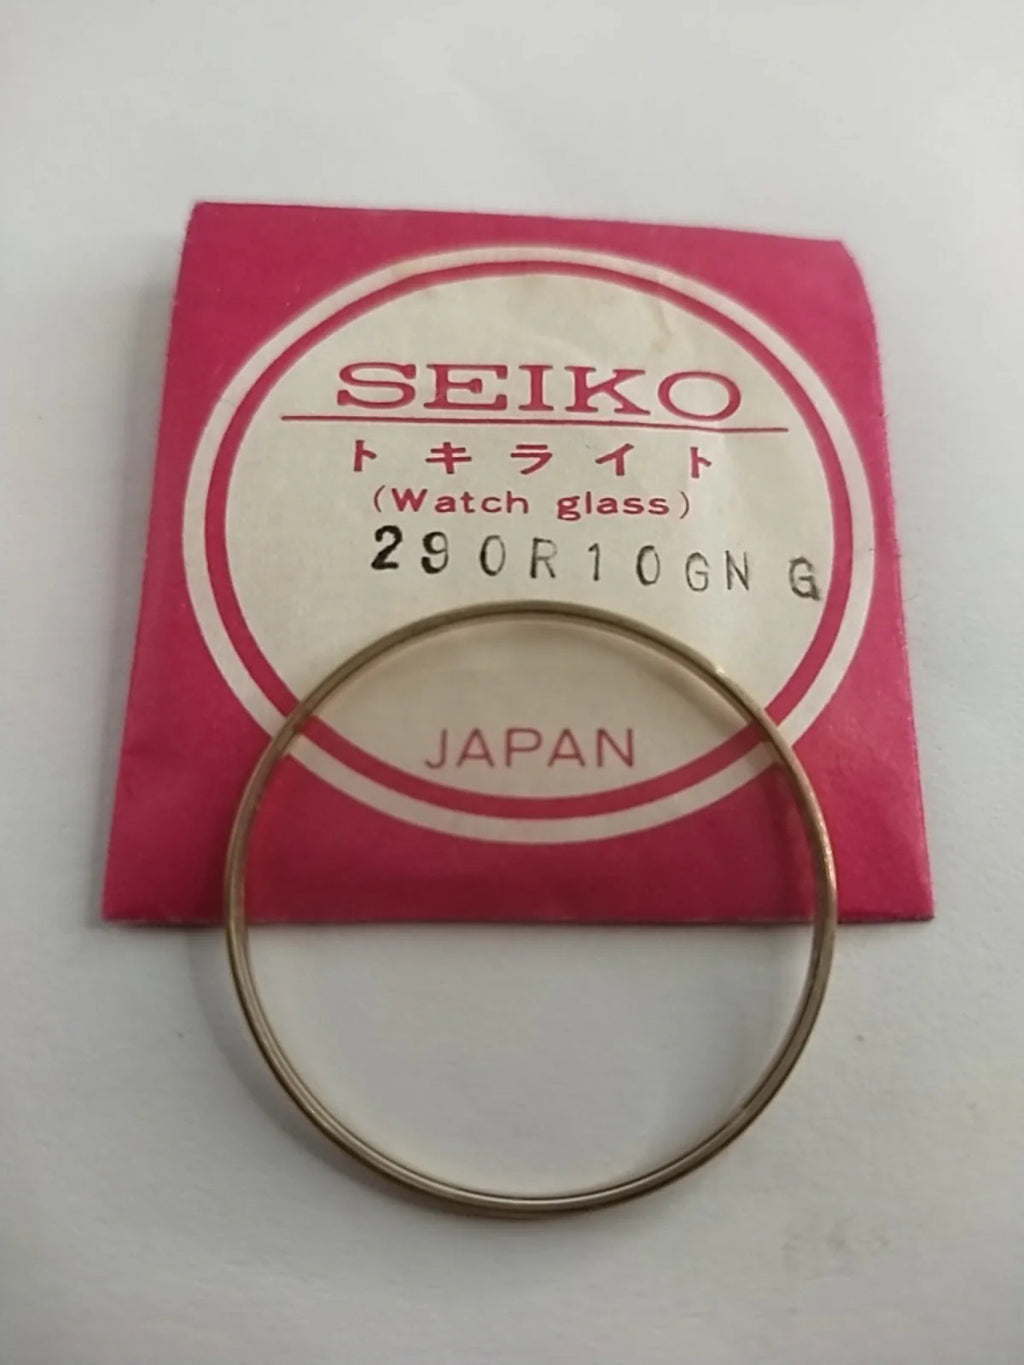 SEIKO
トキライト
(Watch glass)
290R10GN G
JAPAN